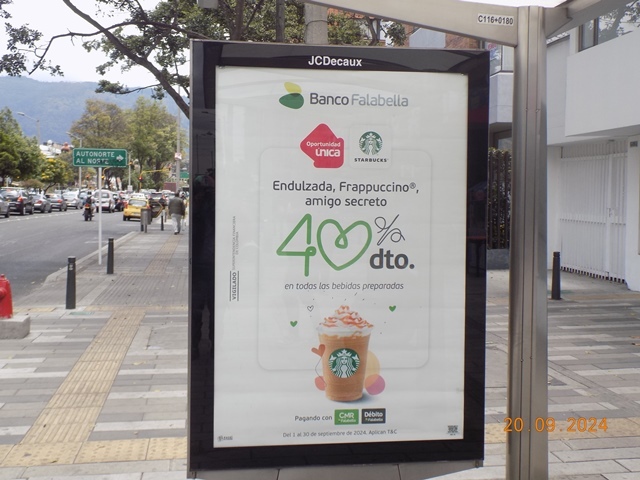 C116+0180
JCDecaux
Banco Falabella
Oportunidad
única
STARBUCKS
Endulzada, Frappuccino®,
amigo secreto
40%
dto.
en todas las bebidas preparadas
Pagando con CMR Débito
Del 1 al 30 de septiembre de 2024. Aplican T&C
VIGILADO
AUTONORTE
AL NORTE
20.09.2024